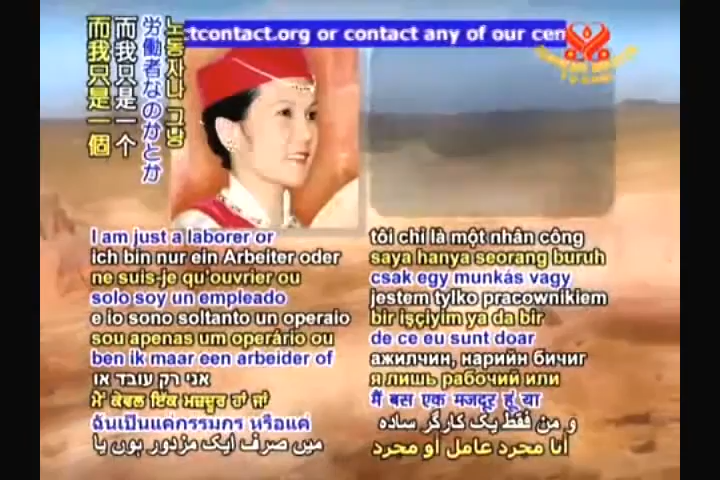 ctcontact.org or contact any of our cen
而我只是一個
而我只是一个
労働者なのかとか
노동자나 그냥
I am just a laborer or
ich bin nur ein Arbeiter oder
ne suis-je qu'ouvrier ou
solo soy un empleado
e io sono soltanto un operaio
sou apenas um operário ou
ben ik maar een arbeider of
אני רק עובד או
ਮੈਂ ਕੇਵਲ ਇੱਕ ਮਜ਼ਦੂਰ ਹਾਂ ਜਾਂ
ฉันเป็นแค่กรรมกร หรือแค่
میں صرف ایک مزدور ہوں یا
tôi chỉ là một nhân công
saya hanya seorang buruh
csak egy munkás vagy
jestem tylko pracownikiem
bir işçiyim ya da bir
de ce eu sunt doar
ажилчин, нарийн бичиг
я лишь рабочий или
मैं बस एक मजदूर हूं या
و من فقط یک کارگر ساده
أنا مجرد عامل أو مجرد